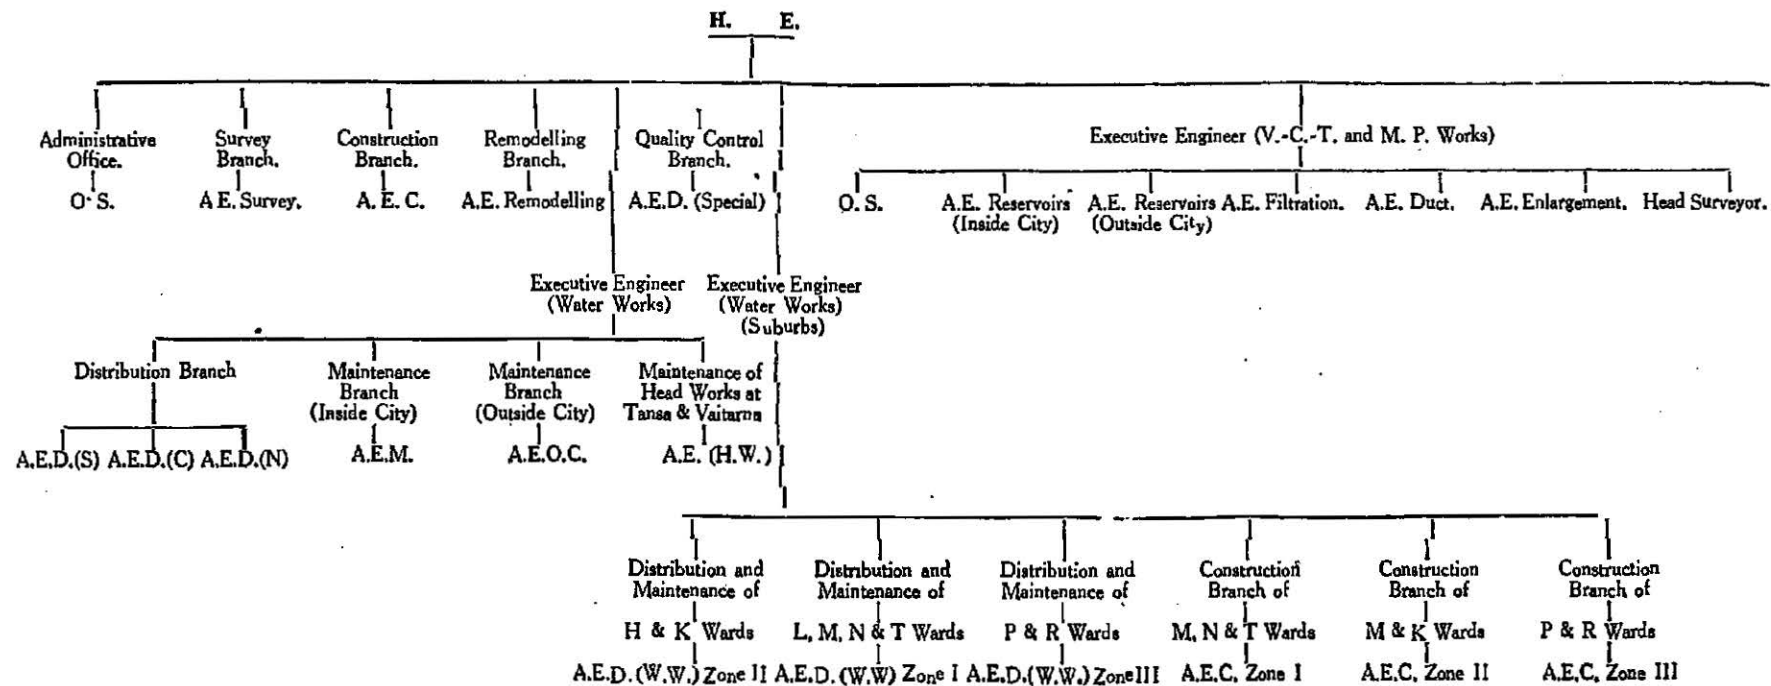 H. E.
Administrative Office.
O. S.
Survey Branch.
A E. Survey.
Construction Branch.
A. E. C.
Remodelling Branch.
A.E. Remodelling
Quality Control Branch.
A.E.D. (Special)
Executive Engineer (V.-C.-T. and M. P. Works)
O. S.
A.E. Reservoirs
(Inside City)
A.E. Reservoirs
(Outside City)
A.E. Filtration.
A.E. Duct.
A.E. Enlargement.
Head Surveyor.
Executive Engineer
(Water Works)
Executive Engineer
(Water Works)
(Suburbs)
Distribution Branch
A.E.D.(S) A.E.D.(C) A.E.D.(N)
Maintenance
Branch
(Inside City)
A.E.M.
Maintenance
Branch
(Outside City)
A.E.O.C.
Maintenance of
Head Works at
Tansa & Vaitarna
A.E. (H.W.)
Distribution and
Maintenance of
H & K Wards
A.E.D. (W.W.) Zone II
Distribution and
Maintenance of
L, M, N & T Wards
A.E.D. (W.W) Zone I
Distribution and
Maintenance of
P & R Wards
A.E.D.(W.W.) Zone III
Construction
Branch of
M, N & T Wards
A.E.C. Zone I
Construction
Branch of
M & K Wards
A.E.C. Zone II
Construction
Branch of
P & R Wards
A.E.C. Zone III